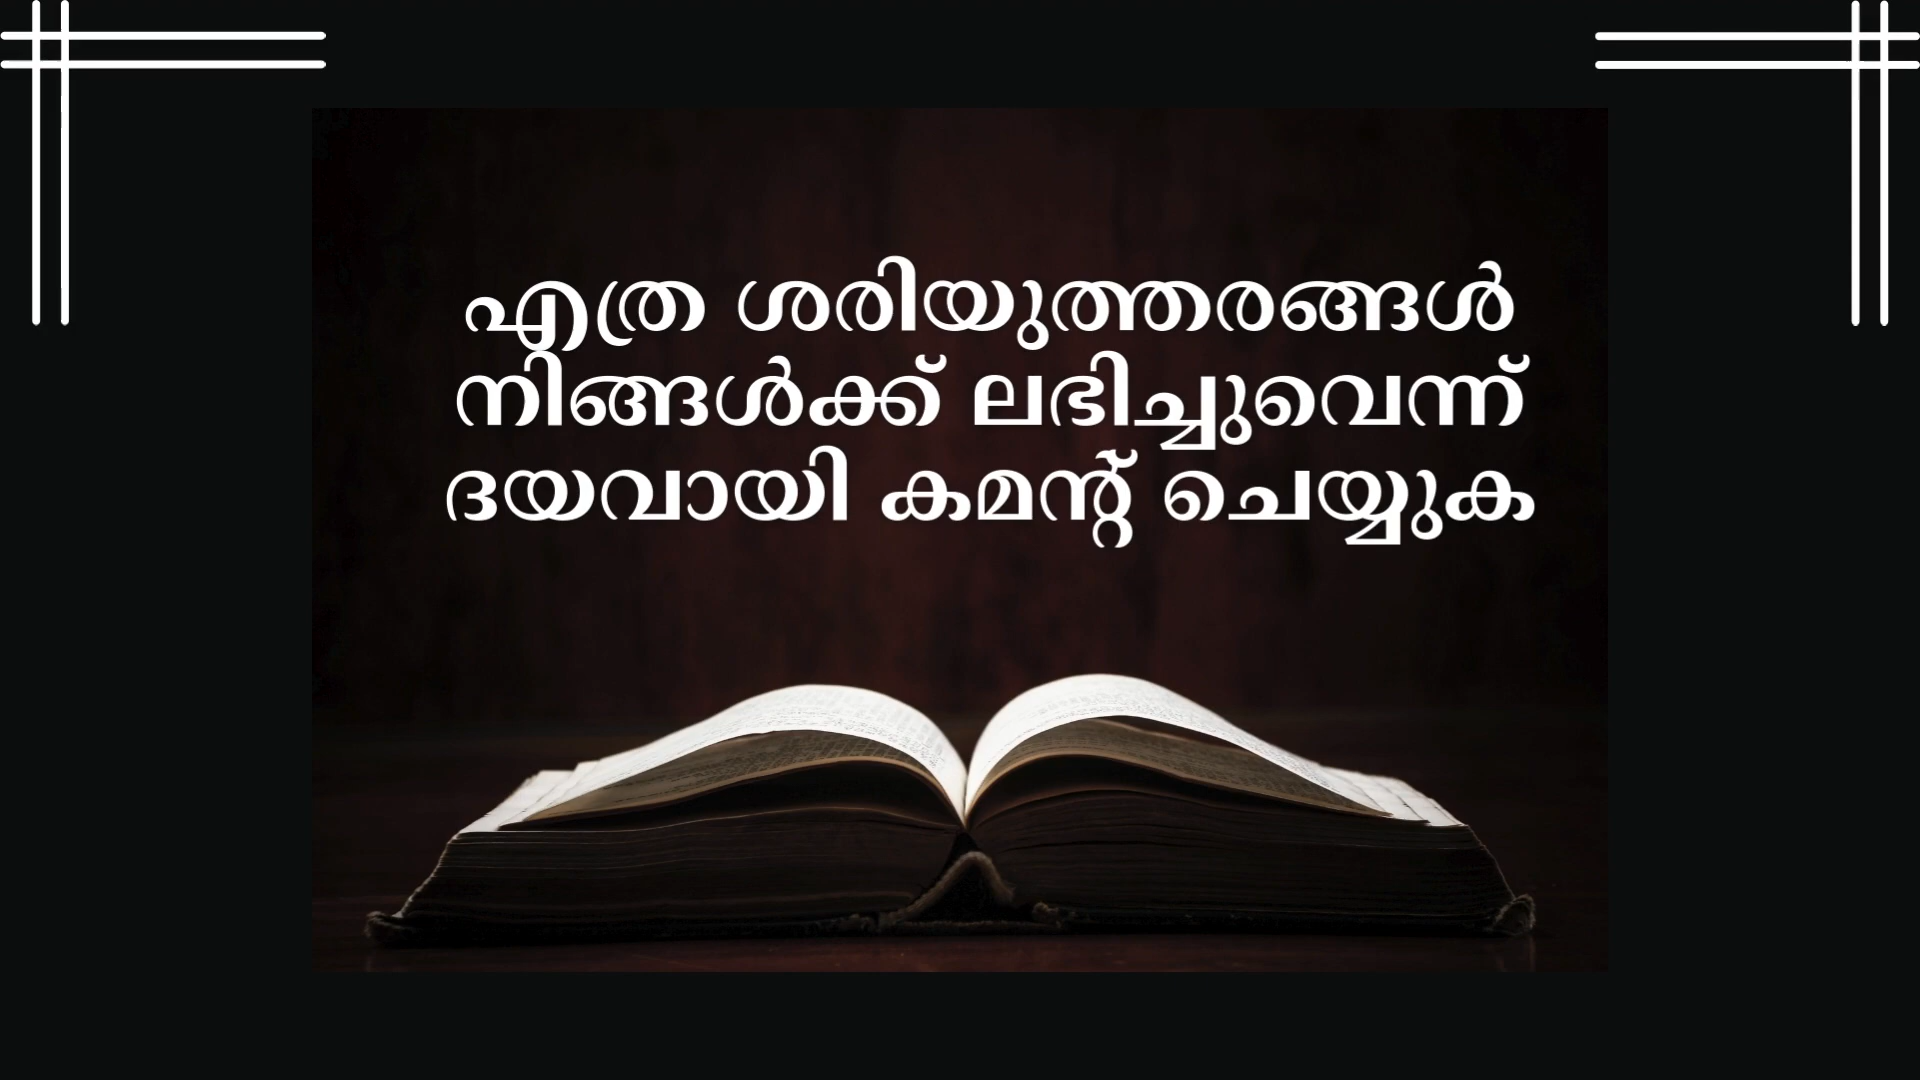 എത്ര ശരിയുത്തരങ്ങൾ
നിങ്ങൾക്ക് ലഭിച്ചുവെന്ന്
ദയവായി കമന്റ് ചെയ്യുക